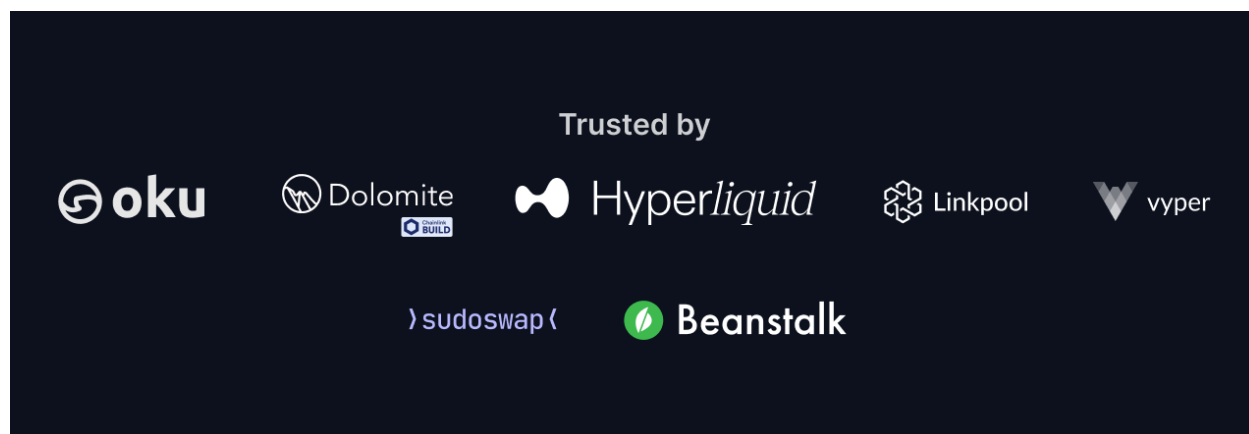 Trusted by
oku
Dolomite
Chainlink
BUILD
Hyperliquid
Linkpool
vyper
⟩sudoswap⟨
Beanstalk